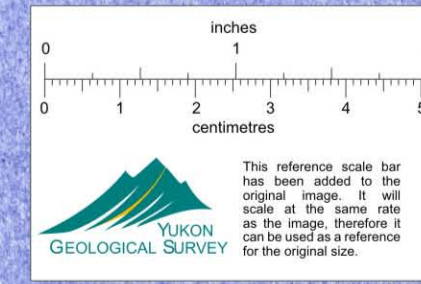 inches
0 1
0 1 2 3 4 5
centimetres
YUKON
GEOLOGICAL SURVEY
This reference scale bar
has been added to the
original image. It will
scale at the same rate
as the image, therefore it
can be used as a reference
for the original size.